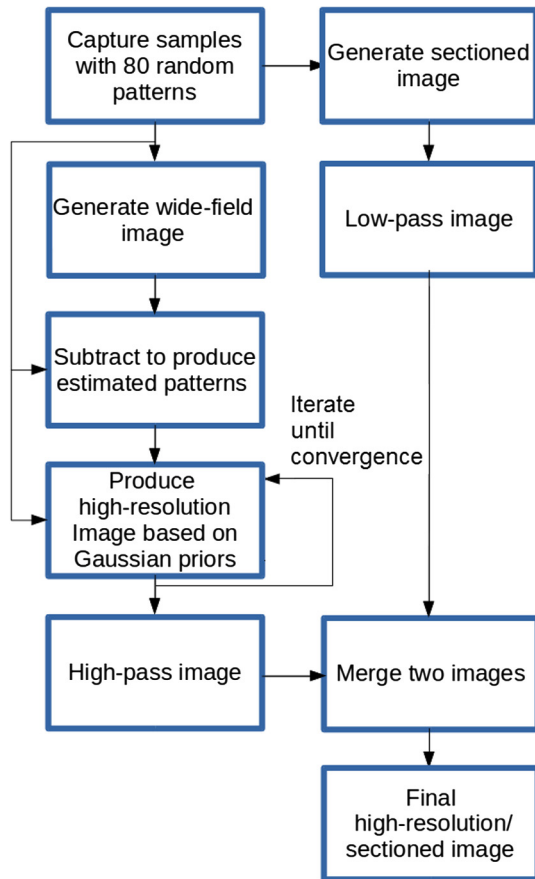 Capture samples
with 80 random
patterns
Generate sectioned
image
Generate wide-field
image
Low-pass image
Subtract to produce
estimated patterns
Iterate
until
convergence
Produce
high-resolution
Image based on
Gaussian priors
High-pass image
Merge two images
Final
high-resolution/
sectioned image